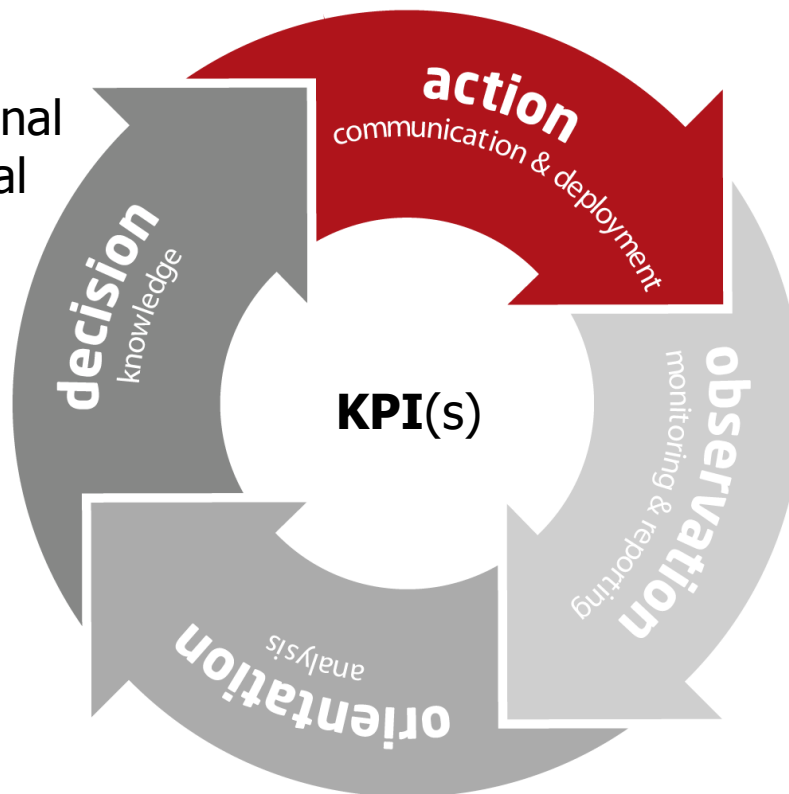 nal
al
action
communication & deployment
observation
monitoring & reporting
orientation
analysis
decision
knowledge
KPI(s)